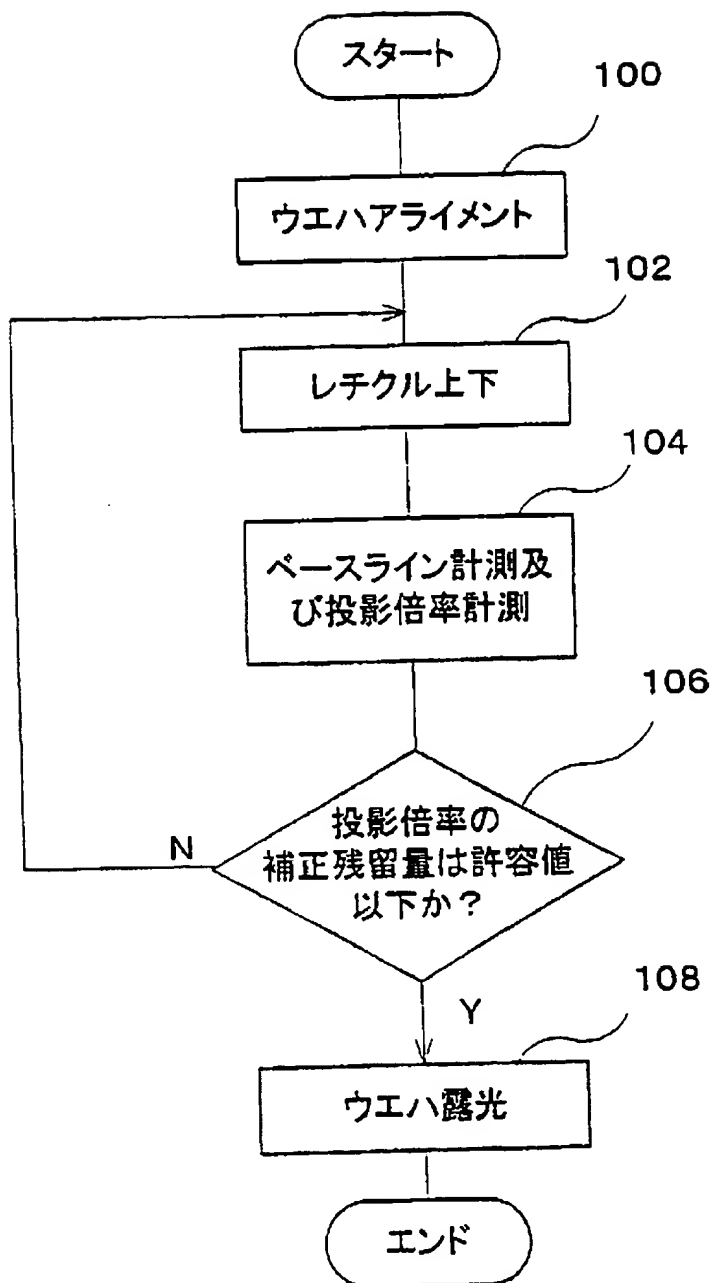 スタート
100
ウエハアライメント
102
レチクル上下
104
ベースライン計測及
び投影倍率計測
106
投影倍率の
補正残留量は許容値
以下か?
N
Y
108
ウエハ露光
エンド